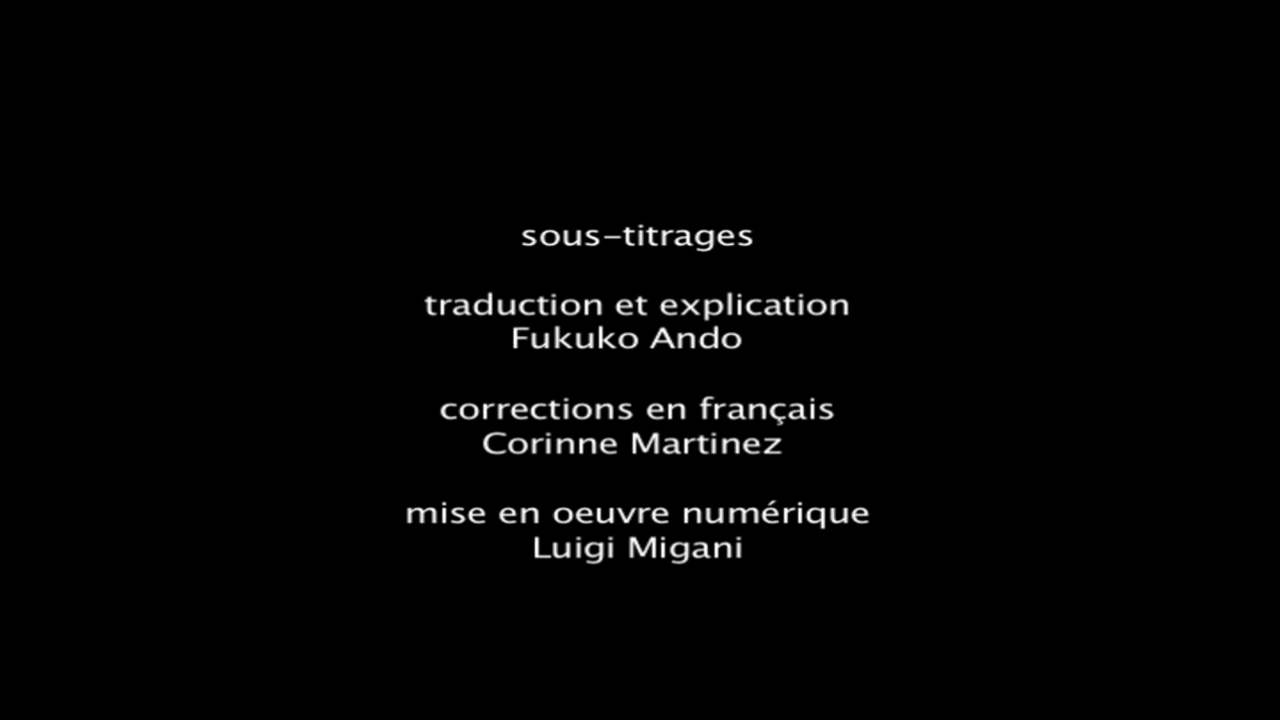 sous-titrages
traduction et explication
Fukuko Ando
corrections en français
Corinne Martinez
mise en oeuvre numérique
Luigi Migani